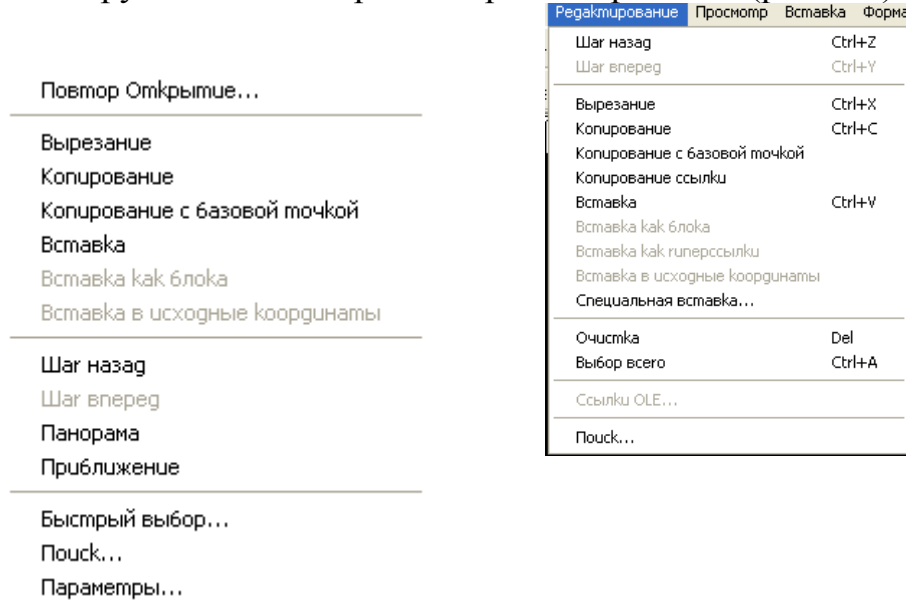 Повтор Открытие...
Вырезание
Копирование
Копирование с базовой точкой
Вставка
Вставка как блока
Вставка в исходные координаты
Шаг назад
Шаг вперед
Панорама
Приближение
Быстрый выбор...
Поиск...
Параметры...
Редактирование Просмотр Вставка
Шаг назад Ctrl+Z
Шаг вперед Ctrl+Y
Вырезание Ctrl+X
Копирование Ctrl+C
Копирование с базовой точкой
Копирование ссылки
Вставка Ctrl+V
Вставка как блока
Вставка как гиперссылки
Вставка в исходные координаты
Специальная вставка...
Очистка Del
Выбор всего Ctrl+A
Ссылки OLE...
Поиск...